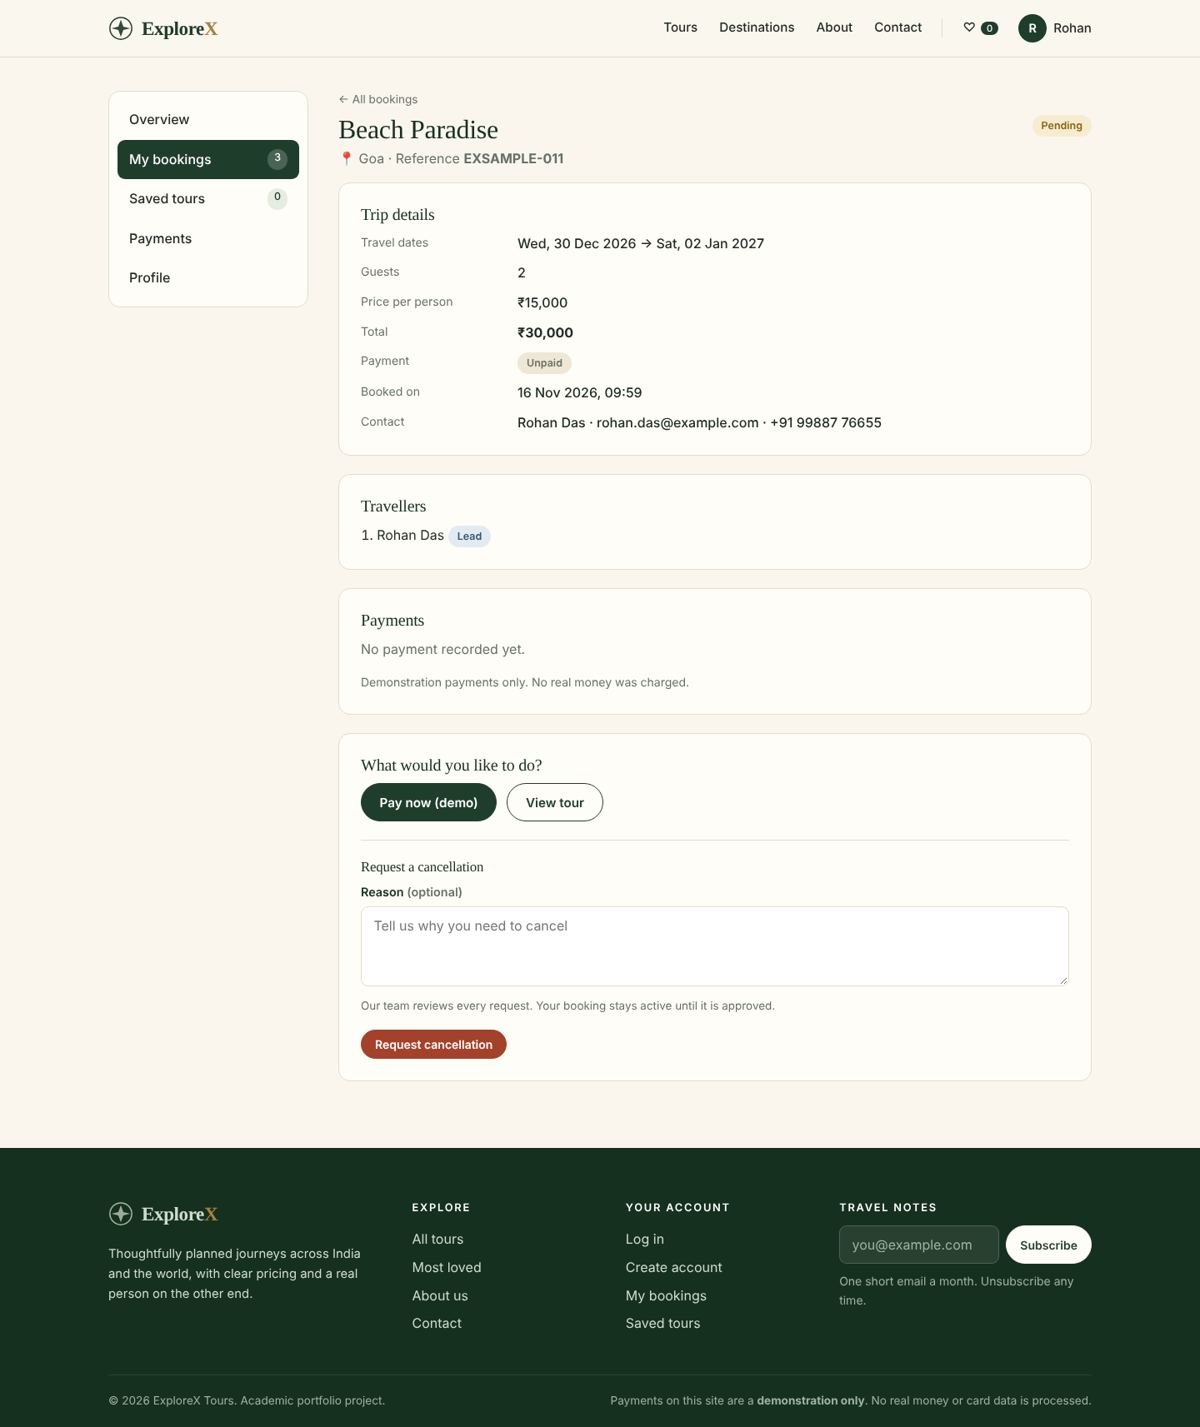 ExploreX
Tours Destinations About Contact ♡ 0 R Rohan
Overview
My bookings 3
Saved tours 0
Payments
Profile
← All bookings
Beach Paradise
Pending
📍 Goa · Reference EXSAMPLE-011
Trip details
Travel dates Wed, 30 Dec 2026 → Sat, 02 Jan 2027
Guests 2
Price per person ₹15,000
Total ₹30,000
Payment Unpaid
Booked on 16 Nov 2026, 09:59
Contact Rohan Das · rohan.das@example.com · +91 99887 76655
Travellers
1. Rohan Das Lead
Payments
No payment recorded yet.
Demonstration payments only. No real money was charged.
What would you like to do?
Pay now (demo) View tour
Request a cancellation
Reason (optional)
Tell us why you need to cancel
Our team reviews every request. Your booking stays active until it is approved.
Request cancellation
ExploreX
Thoughtfully planned journeys across India
and the world, with clear pricing and a real
person on the other end.
EXPLORE
All tours
Most loved
About us
Contact
YOUR ACCOUNT
Log in
Create account
My bookings
Saved tours
TRAVEL NOTES
you@example.com Subscribe
One short email a month. Unsubscribe any
time.
© 2026 ExploreX Tours. Academic portfolio project.
Payments on this site are a demonstration only. No real money or card data is processed.